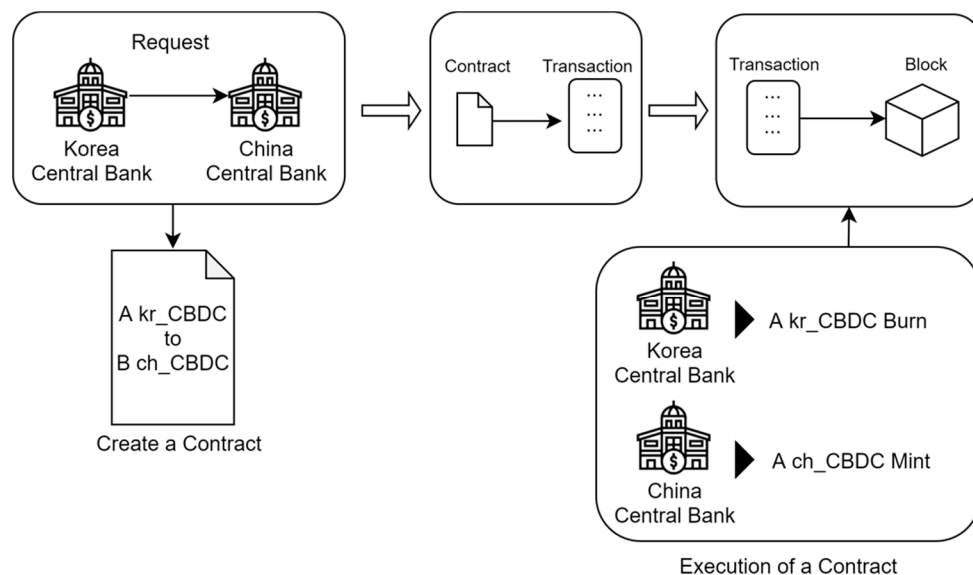 Request
Korea
Central Bank
China
Central Bank
Contract
Transaction
...
...
...
Transaction
...
...
...
Block
A kr_CBDC
to
B ch_CBDC
Create a Contract
Korea
Central Bank
A kr_CBDC Burn
China
Central Bank
A ch_CBDC Mint
Execution of a Contract